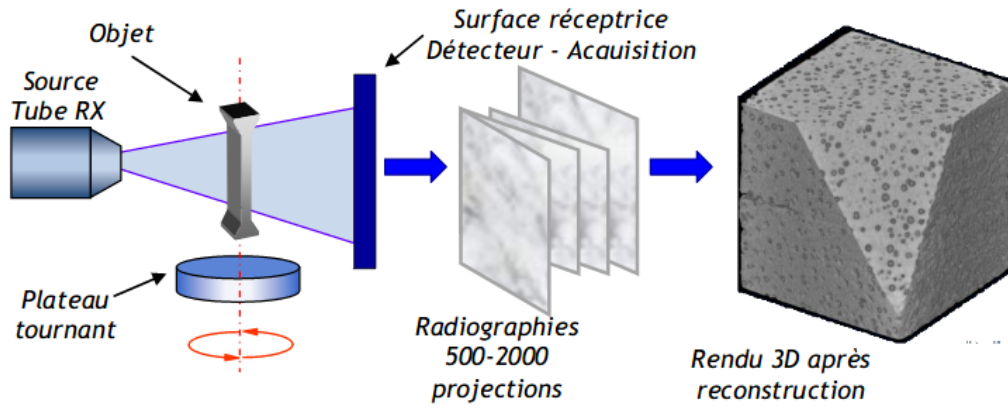 Objet
Source
Tube RX
Surface réceptrice
Détecteur - Acquisition
Plateau
tournant
Radiographies
500-2000
projections
Rendu 3D après
reconstruction